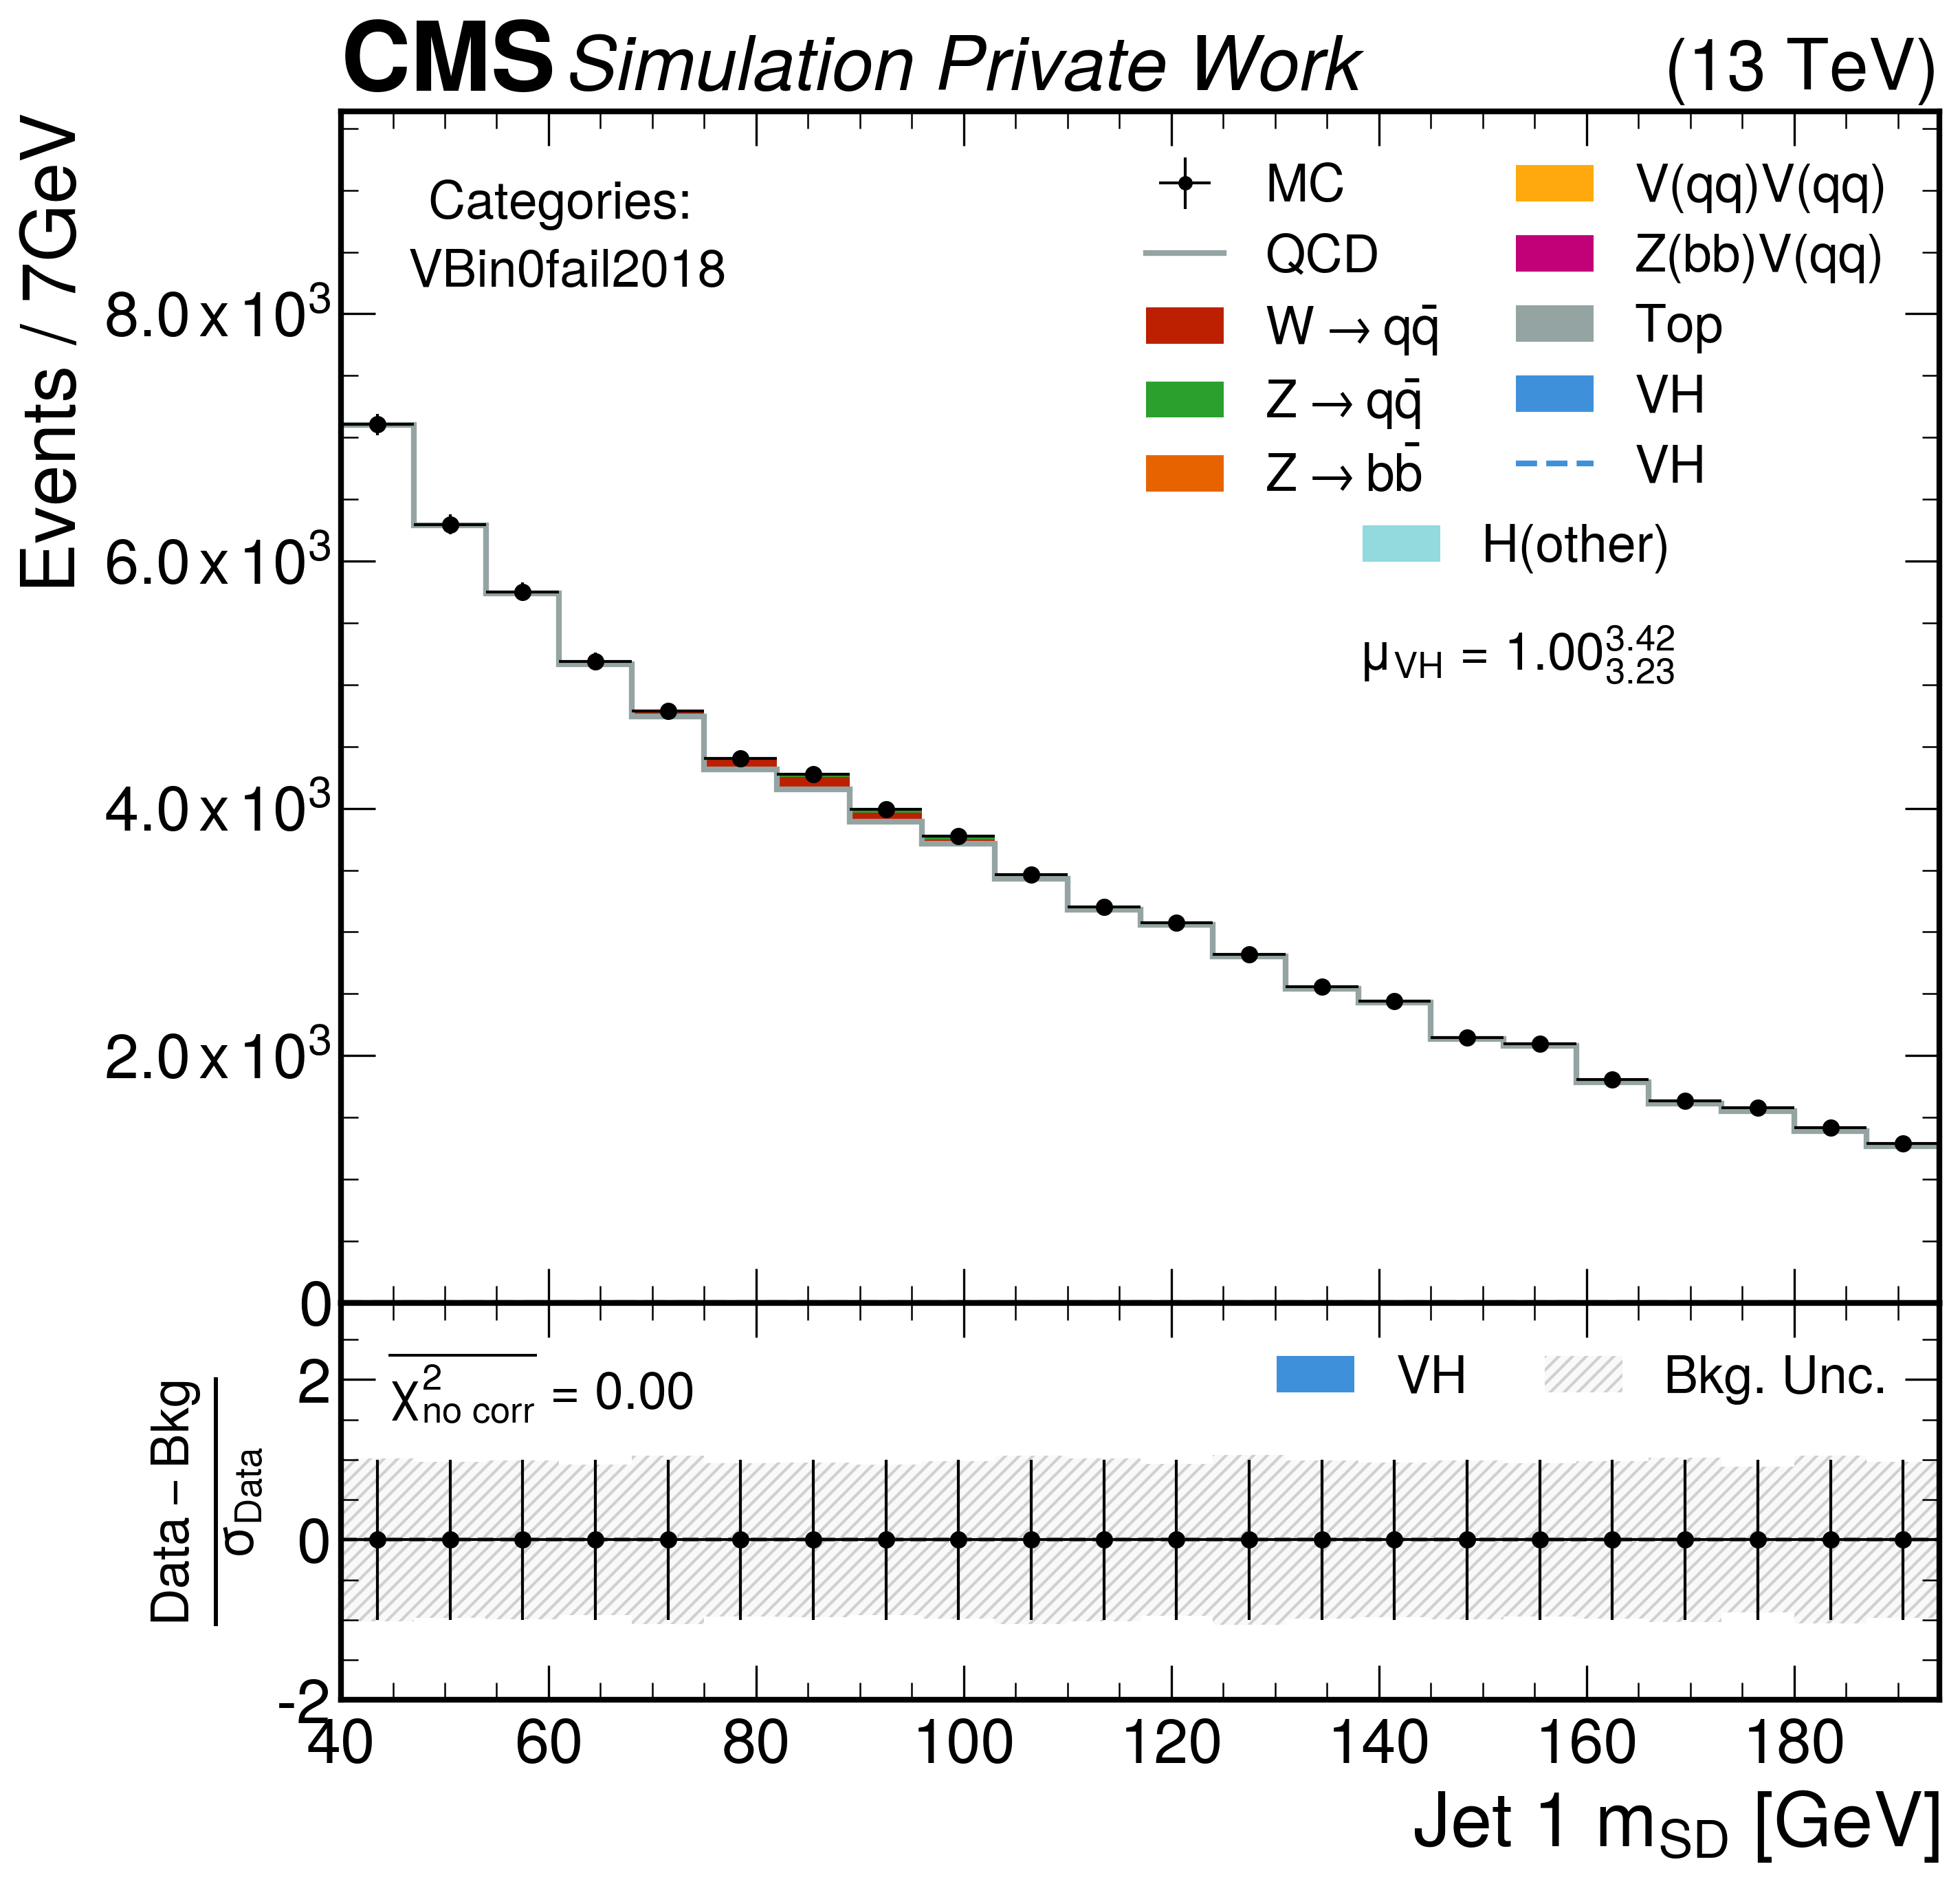 CMS Simulation Private Work (13 TeV)
Events / 7GeV
Categories:
VBin0fail2018
MC
QCD
W → qq̄
Z → qq̄
Z → bb̄
V(qq)V(qq)
Z(bb)V(qq)
Top
VH
VH
H(other)
μ_VH = 1.00^3.42_3.23
8.0 x 10³
6.0 x 10³
4.0 x 10³
2.0 x 10³
0
Data – Bkg
σ_Data
χ²_no corr = 0.00
VH
Bkg. Unc.
2
0
-2
40 60 80 100 120 140 160 180
Jet 1 m_SD [GeV]